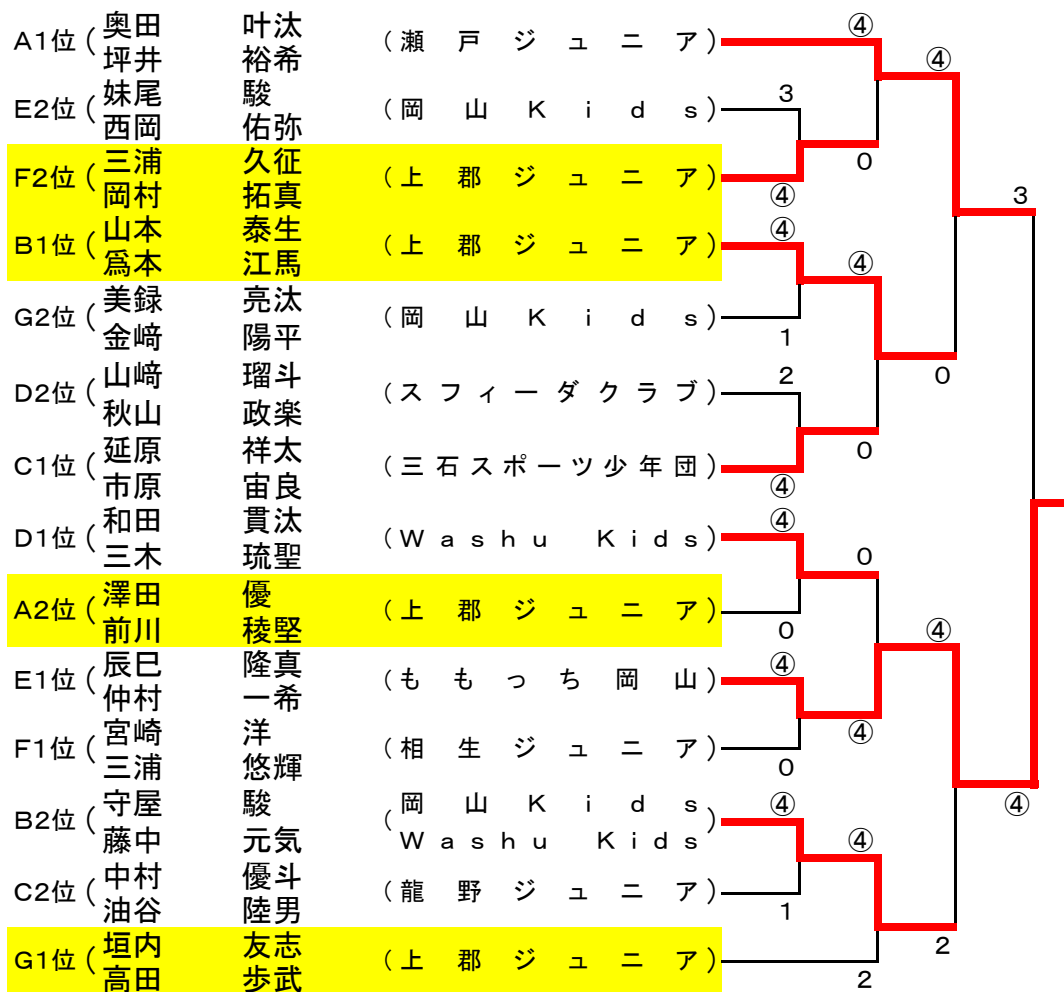 ④
奥田 叶汰
A1位 ( (瀬戸ジュニア)
坪井 裕希
④
妹尾 駿
3
E2位 ( (岡山Kids)
西岡 佑弥
三浦 久征
0
F2位 ( (上郡ジュニア)
岡村 拓真
④
3
山本 泰生
④
B1位 ( (上郡ジュニア)
爲本 江馬
④
美録 亮汰
G2位 ( (岡山Kids)
金﨑 陽平
1
山﨑 瑠斗
2
0
D2位 ( (スフィーダクラブ)
秋山 政楽
延原 祥太
0
C1位 ( (三石スポーツ少年団)
市原 宙良
④
和田 貫汰
④
D1位 ( (Washu Kids)
三木 琉聖
0
澤田 優
A2位 ( (上郡ジュニア)
前川 稜堅
0
④
辰巳 隆真
④
E1位 ( (ももっち岡山)
仲村 一希
宮崎 洋
④
F1位 ( (相生ジュニア)
三浦 悠輝
0
守屋 駿 岡山Kids
④
④
B2位 ( (
藤中 元気 Washu Kids
④
中村 優斗
C2位 ( (龍野ジュニア)
油谷 陸男
1
垣内 友志
2
G1位 ( (上郡ジュニア)
高田 歩武
2